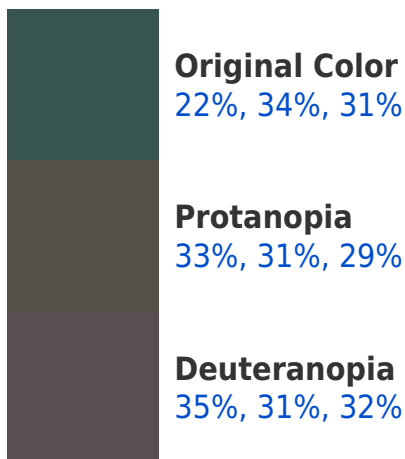 Original Color
22%, 34%, 31%
Protanopia
33%, 31%, 29%
Deuteranopia
35%, 31%, 32%